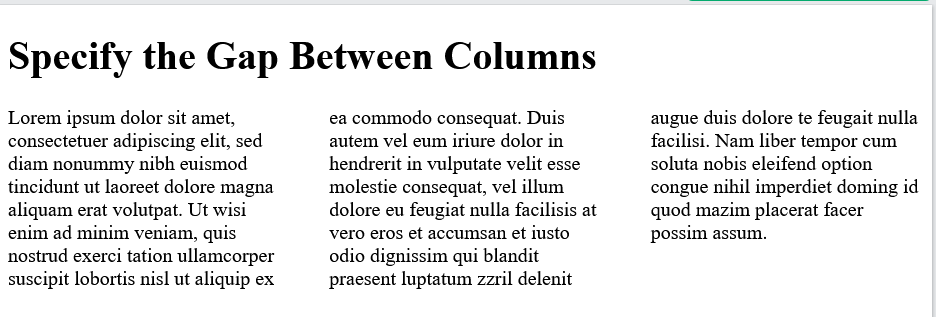 Specify the Gap Between Columns
Lorem ipsum dolor sit amet,
consectetuer adipiscing elit, sed
diam nonummy nibh euismod
tincidunt ut laoreet dolore magna
aliquam erat volutpat. Ut wisi
enim ad minim veniam, quis
nostrud exerci tation ullamcorper
suscipit lobortis nisl ut aliquip ex
ea commodo consequat. Duis
autem vel eum iriure dolor in
hendrerit in vulputate velit esse
molestie consequat, vel illum
dolore eu feugiat nulla facilisis at
vero eros et accumsan et iusto
odio dignissim qui blandit
praesent luptatum zzril delenit
augue duis dolore te feugait nulla
facilisi. Nam liber tempor cum
soluta nobis eleifend option
congue nihil imperdiet doming id
quod mazim placerat facer
possim assum.